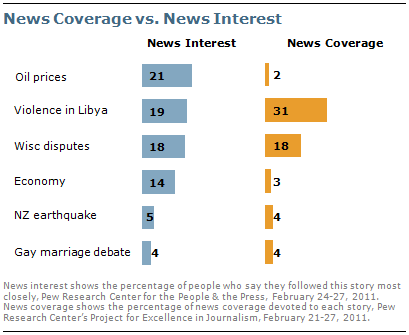 News Coverage vs. News Interest
News Interest News Coverage
Oil prices 21 2
Violence in Libya 19 31
Wisc disputes 18 18
Economy 14 3
NZ earthquake 5 4
Gay marriage debate 4 4
News interest shows the percentage of people who say they followed this story most
closely, Pew Research Center for the People & the Press, February 24-27, 2011.
News coverage shows the percentage of news coverage devoted to each story, Pew
Research Center's Project for Excellence in Journalism, February 21-27, 2011.